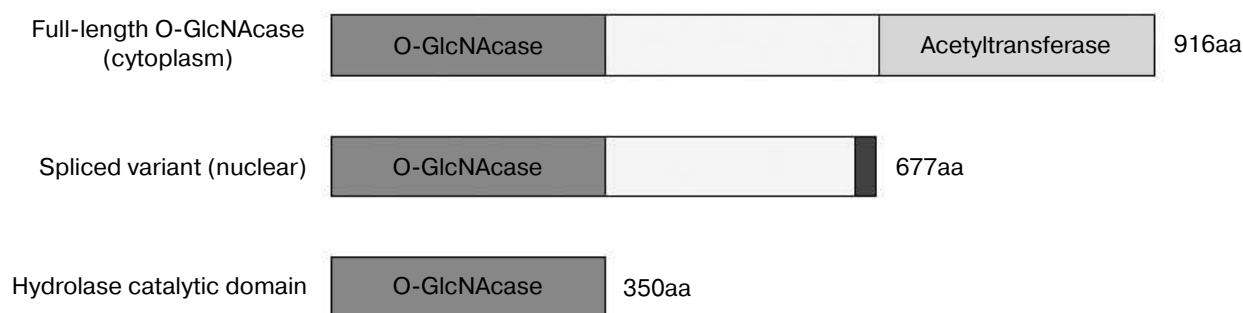 Full-length O-GlcNAcase
(cytoplasm)
O-GlcNAcase
Acetyltransferase
916aa
Spliced variant (nuclear)
O-GlcNAcase
677aa
Hydrolase catalytic domain
O-GlcNAcase
350aa